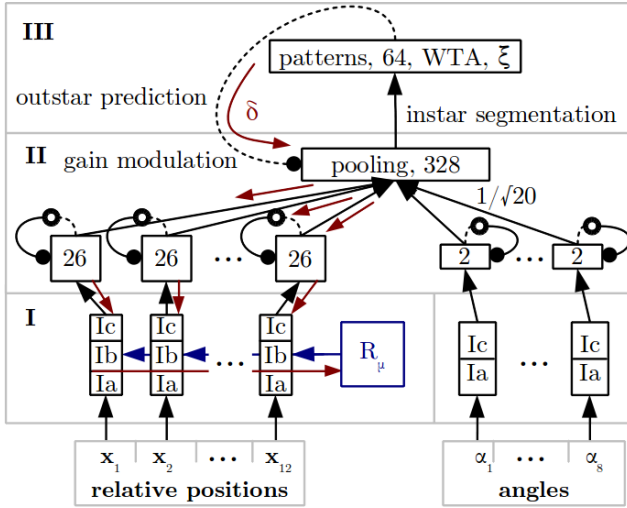 III
patterns, 64, WTA, ξ
outstar prediction
δ
instar segmentation
II
gain modulation
pooling, 328
1/√20
26
26
...
26
2
...
2
I
Ic
Ib
Ia
Ic
Ib
Ia
...
Ic
Ib
Ia
Rμ
Ic
Ia
...
Ic
Ia
x1 x2 ... x12
relative positions
α1 ... α8
angles